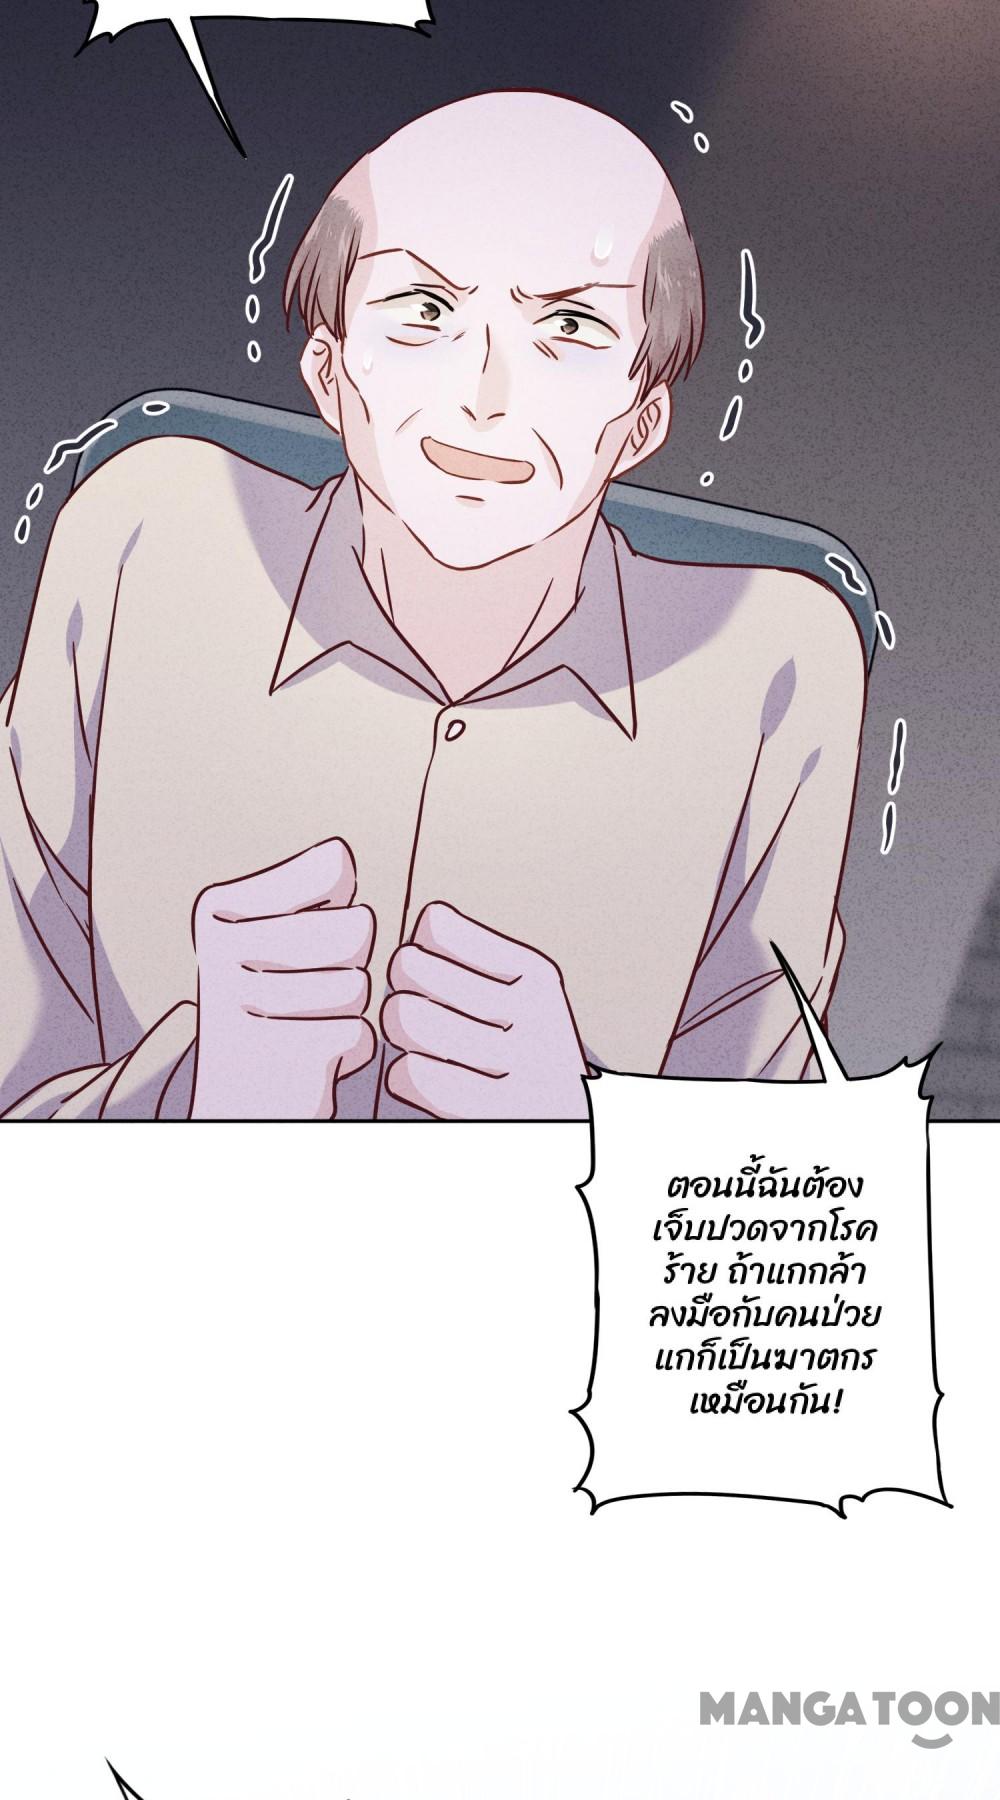 ตอนนี้ฉันต้อง
เจ็บปวดจากโรค
ร้าย ถ้าแกกล้า
ลงมือกับคนป่วย
แกก็เป็นฆาตกร
เหมือนกัน!
MANGATOON